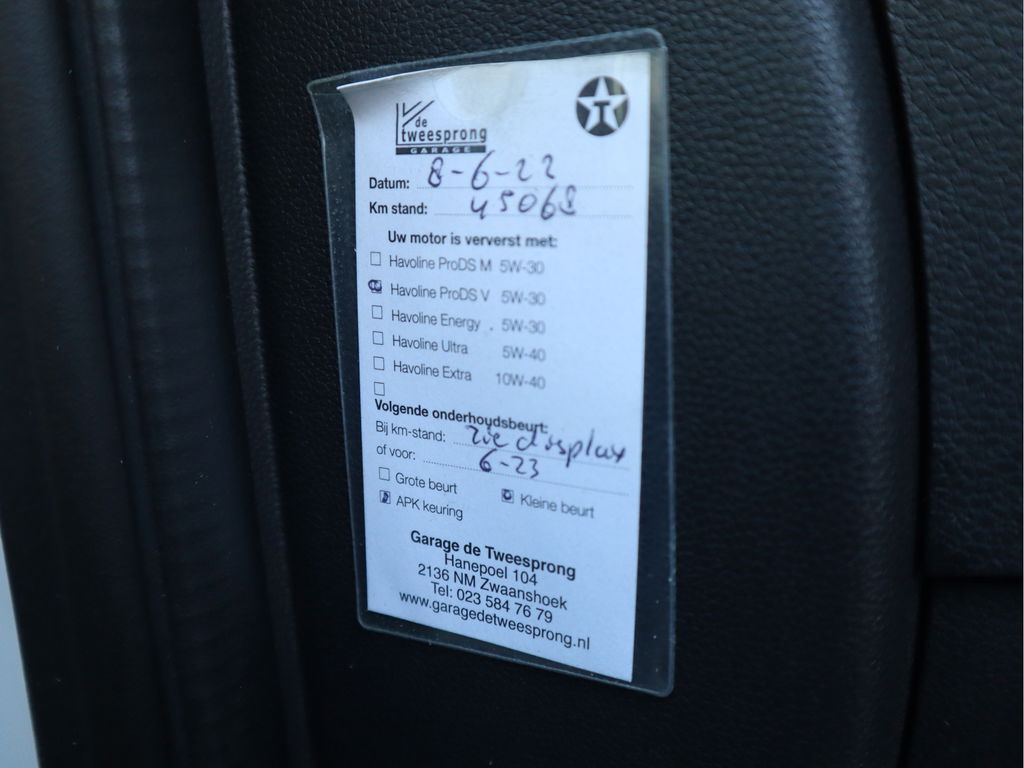 de
tweesprong
GARAGE
T
Datum: 8-6-22
Km stand: 45068
Uw motor is ververst met:
Havoline ProDS M 5W-30
Havoline ProDS V 5W-30
Havoline Energy 5W-30
Havoline Ultra 5W-40
Havoline Extra 10W-40
Volgende onderhoudsbeurt:
Bij km-stand: zie display
of voor: 6-23
Grote beurt Kleine beurt
APK keuring
Garage de Tweesprong
Hanepoel 104
2136 NM Zwaanshoek
Tel: 023 584 76 79
www.garagedetweesprong.nl